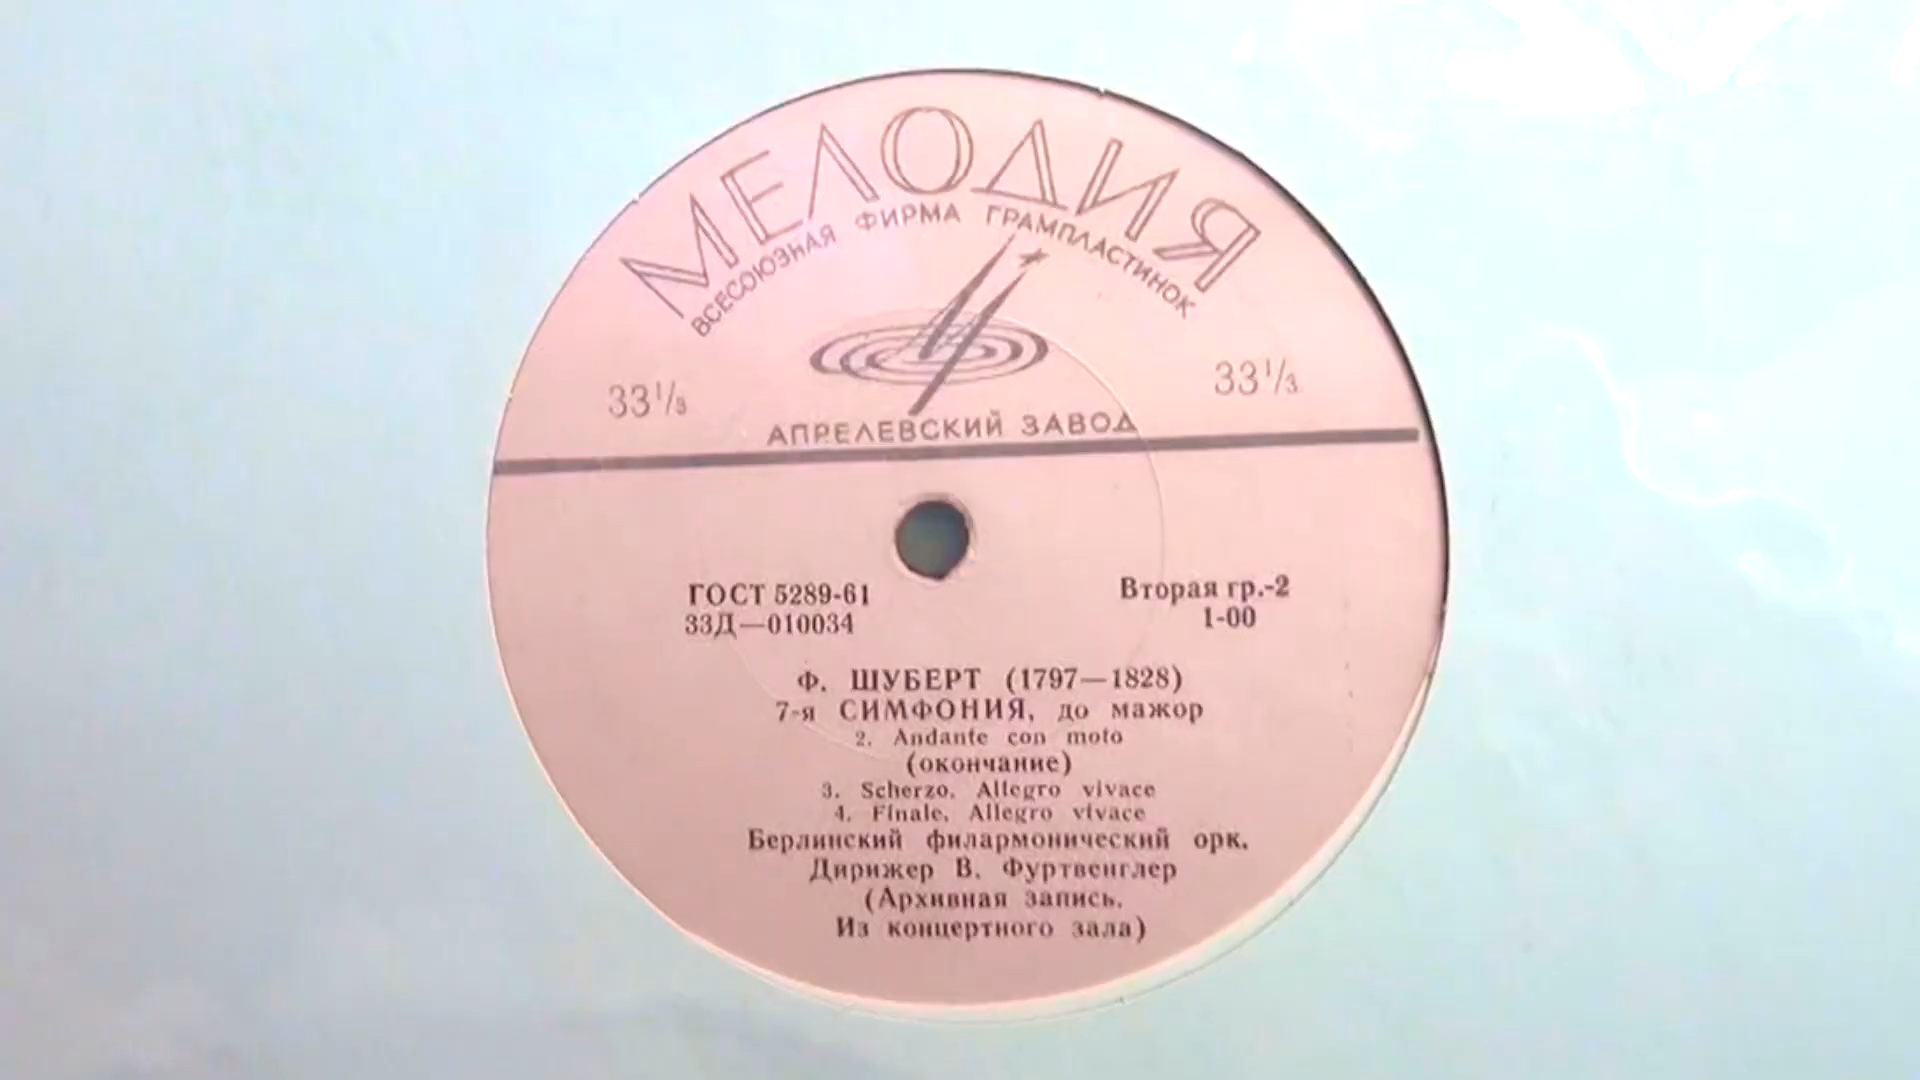 МЕЛОДИЯ
ВСЕСОЮЗНАЯ ФИРМА ГРАМПЛАСТИНОК
33 1/3
33 1/3
АПРЕЛЕВСКИЙ ЗАВОД
ГОСТ 5289-61
Вторая гр.-2
33Д—010034
1-00
Ф. ШУБЕРТ (1797—1828)
7-я СИМФОНИЯ, до мажор
2. Andante con moto
(окончание)
3. Scherzo. Allegro vivace
4. Finale. Allegro vivace
Берлинский филармонический орк.
Дирижер В. Фуртвенглер
(Архивная запись.
Из концертного зала)